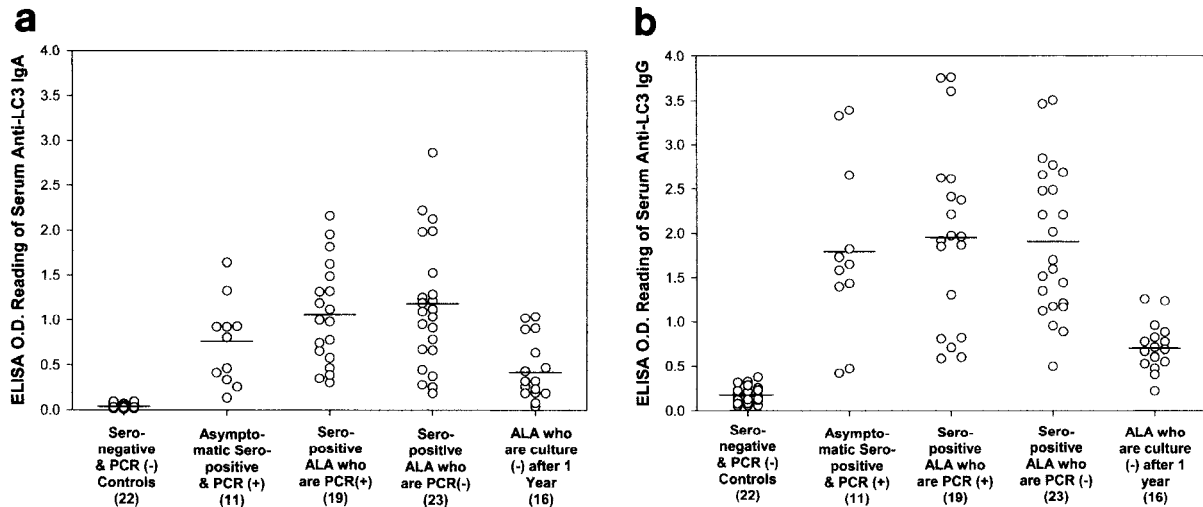 a
ELISA O.D. Reading of Serum Anti-LC3 IgA
4.0
3.5
3.0
2.5
2.0
1.5
1.0
0.5
0.0
Sero-
negative
& PCR (-)
Controls
(22)
Asympto-
matic Sero-
positive
& PCR (+)
(11)
Sero-
positive
ALA who
are PCR(+)
(19)
Sero-
positive
ALA who
are PCR(-)
(23)
ALA who
are culture
(-) after 1
Year
(16)
b
ELISA O.D. Reading of Serum Anti-LC3 IgG
4.0
3.5
3.0
2.5
2.0
1.5
1.0
0.5
0.0
Sero-
negative
& PCR (-)
Controls
(22)
Asympto-
matic Sero-
positive
& PCR (+)
(11)
Sero-
positive
ALA who
are PCR (+)
(19)
Sero-
positive
ALA who
are PCR (-)
(23)
ALA who
are culture
(-) after 1
year
(16)